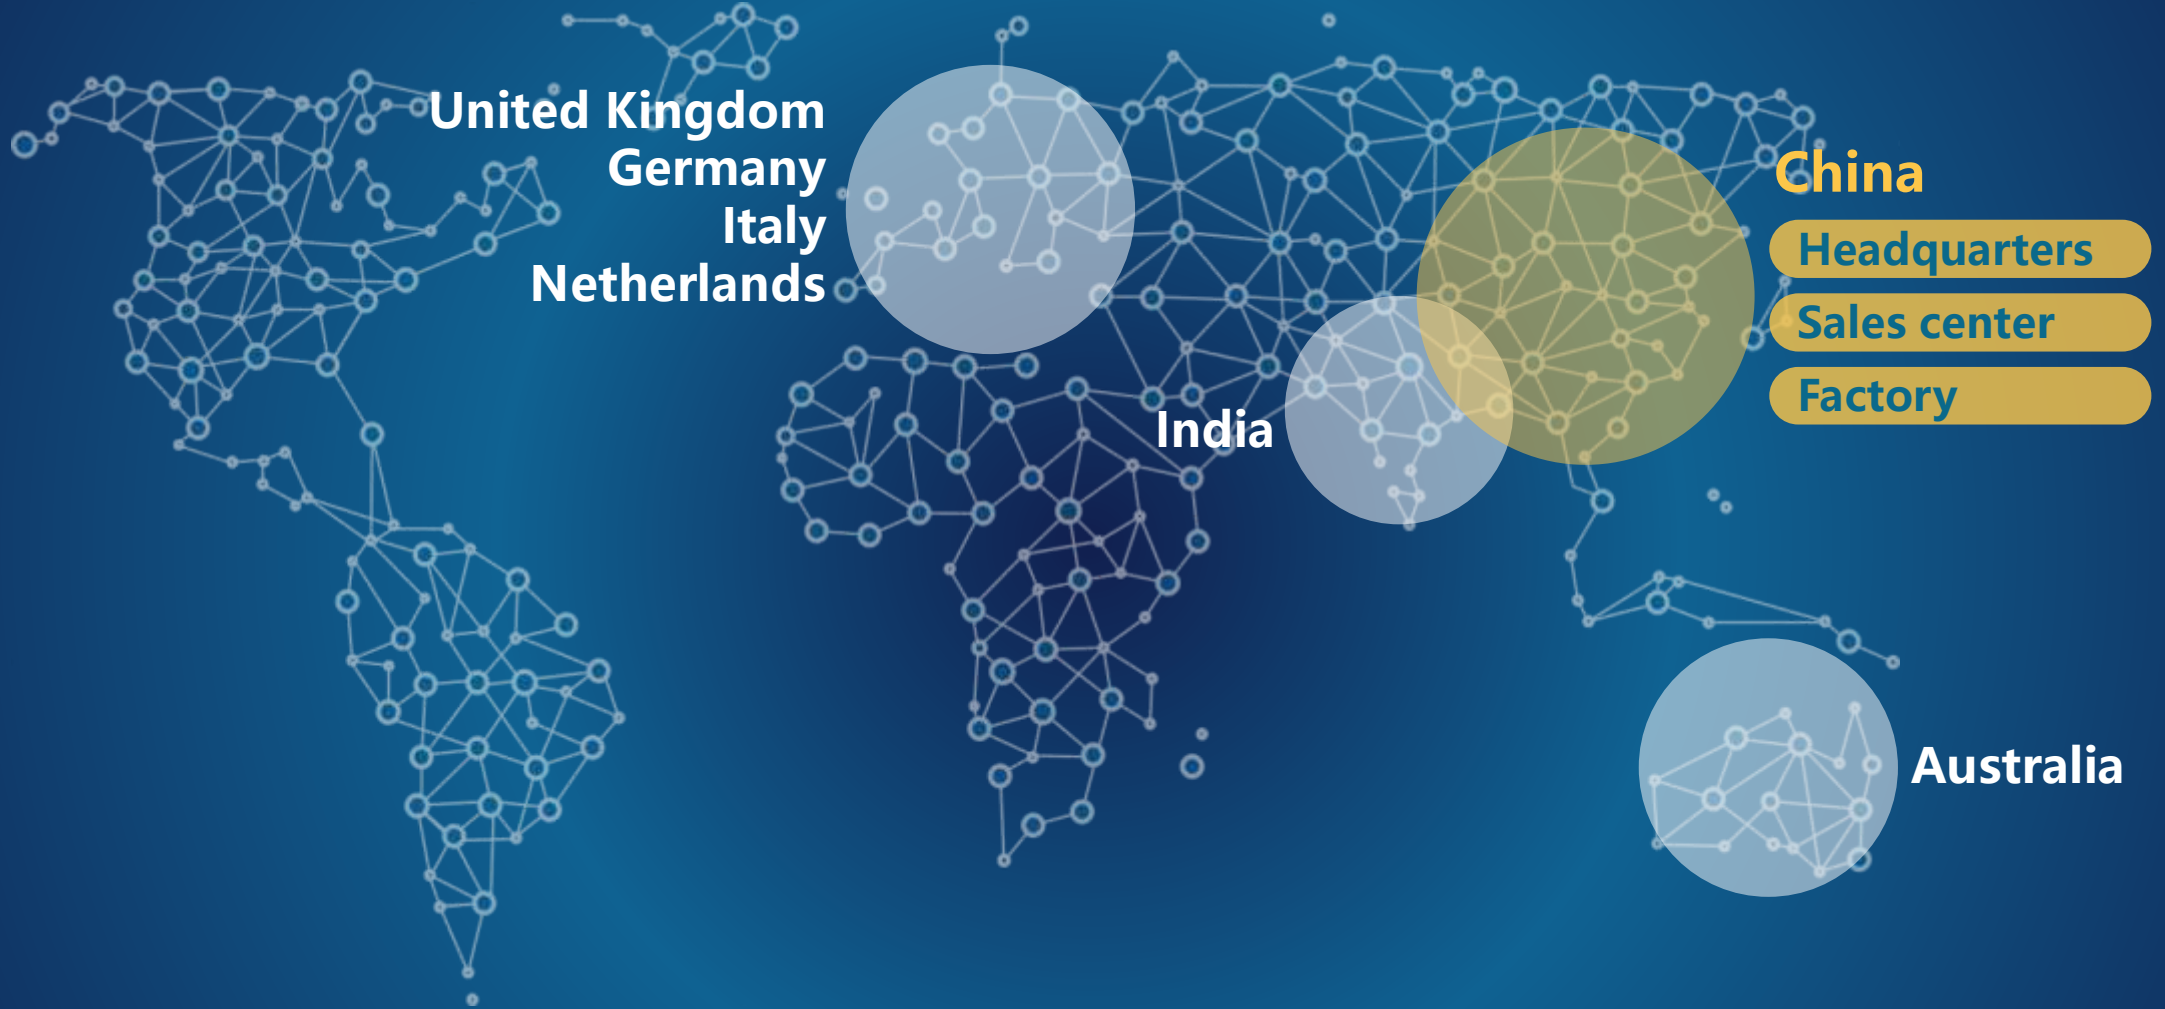 United Kingdom
Germany
Italy
Netherlands
India
China
Headquarters
Sales center
Factory
Australia